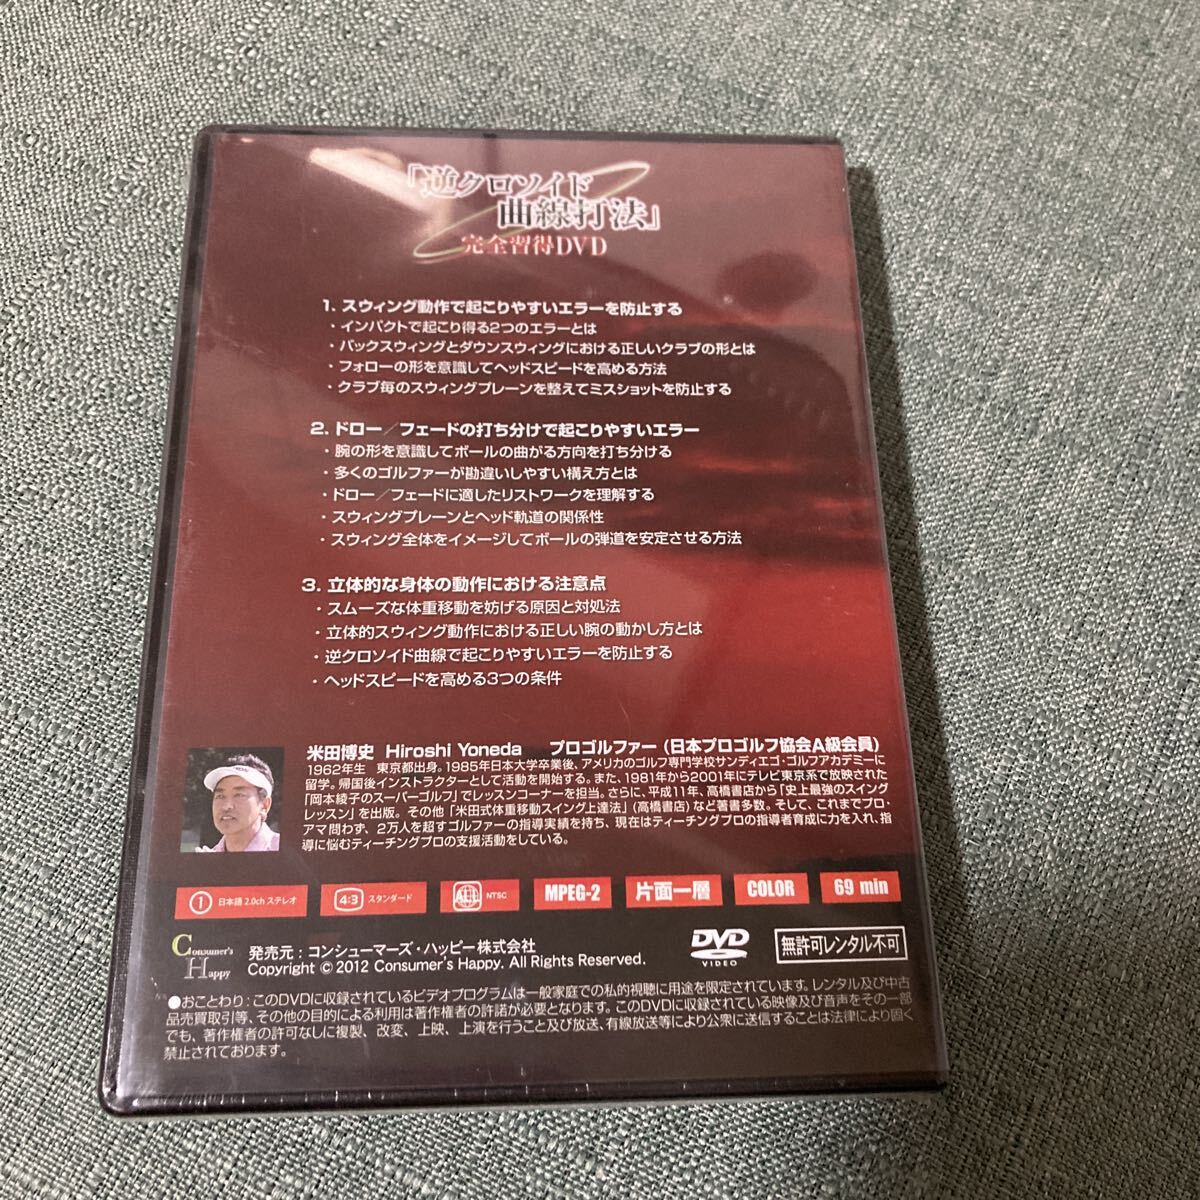 「逆クロソイド
曲線打法」
完全習得DVD
1. スウィング動作で起こりやすいエラーを防止する
・インパクトで起こり得る2つのエラーとは
・バックスウィングとダウンスウィングにおける正しいクラブの形とは
・フォローの形を意識してヘッドスピードを高める方法
・クラブ毎のスウィングプレーンを整えてミスショットを防止する
2. ドロー／フェードの打ち分けで起こりやすいエラー
・腕の形を意識してボールの曲がる方向を打ち分ける
・多くのゴルファーが勘違いしやすい構え方とは
・ドロー／フェードに適したリストワークを理解する
・スウィングプレーンとヘッド軌道の関係性
・スウィング全体をイメージしてボールの弾道を安定させる方法
3. 立体的な身体の動作における注意点
・スムーズな体重移動を妨げる原因と対処法
・立体的スウィング動作における正しい腕の動かし方とは
・逆クロソイド曲線で起こりやすいエラーを防止する
・ヘッドスピードを高める3つの条件
米田博史 Hiroshi Yoneda プロゴルファー (日本プロゴルフ協会A級会員)
1962年生 東京都出身。1985年日本大学卒業後、アメリカのゴルフ専門学校サンディエゴ・ゴルフアカデミーに
留学。帰国後インストラクターとして活動を開始する。また、1981年から2001年にテレビ東京系で放映された
「岡本綾子のスーパーゴルフ」でレッスンコーナーを担当。さらに、平成11年、高橋書店から「史上最強のスイング
レッスン」を出版。その他「米田式体重移動スイング上達法」(高橋書店)など著書多数。そして、これまでプロ・
アマ問わず、2万人を超すゴルファーの指導実績を持ち、現在はティーチングプロの指導者育成に力を入れ、指
導に悩むティーチングプロの支援活動をしている。
1 日本語 2.0ch ステレオ
4:3 スタンダード
ALL NTSC
MPEG-2
片面一層
COLOR
69 min
Consumer's
Happy
発売元：コンシューマーズ・ハッピー株式会社
Copyright © 2012 Consumer's Happy. All Rights Reserved.
DVD
VIDEO
無許可レンタル不可
●おことわり：このDVDに収録されているビデオプログラムは一般家庭での私的視聴に用途を限定されています。レンタル及び中古
品売買取引等、その他の目的による利用は著作権者の許諾が必要となります。このDVDに収録されている映像及び音声をその一部
でも、著作権者の許可なしに複製、改変、上映、上演を行うこと及び放送、有線放送等により公衆に送信することは法律により固く
禁止されております。